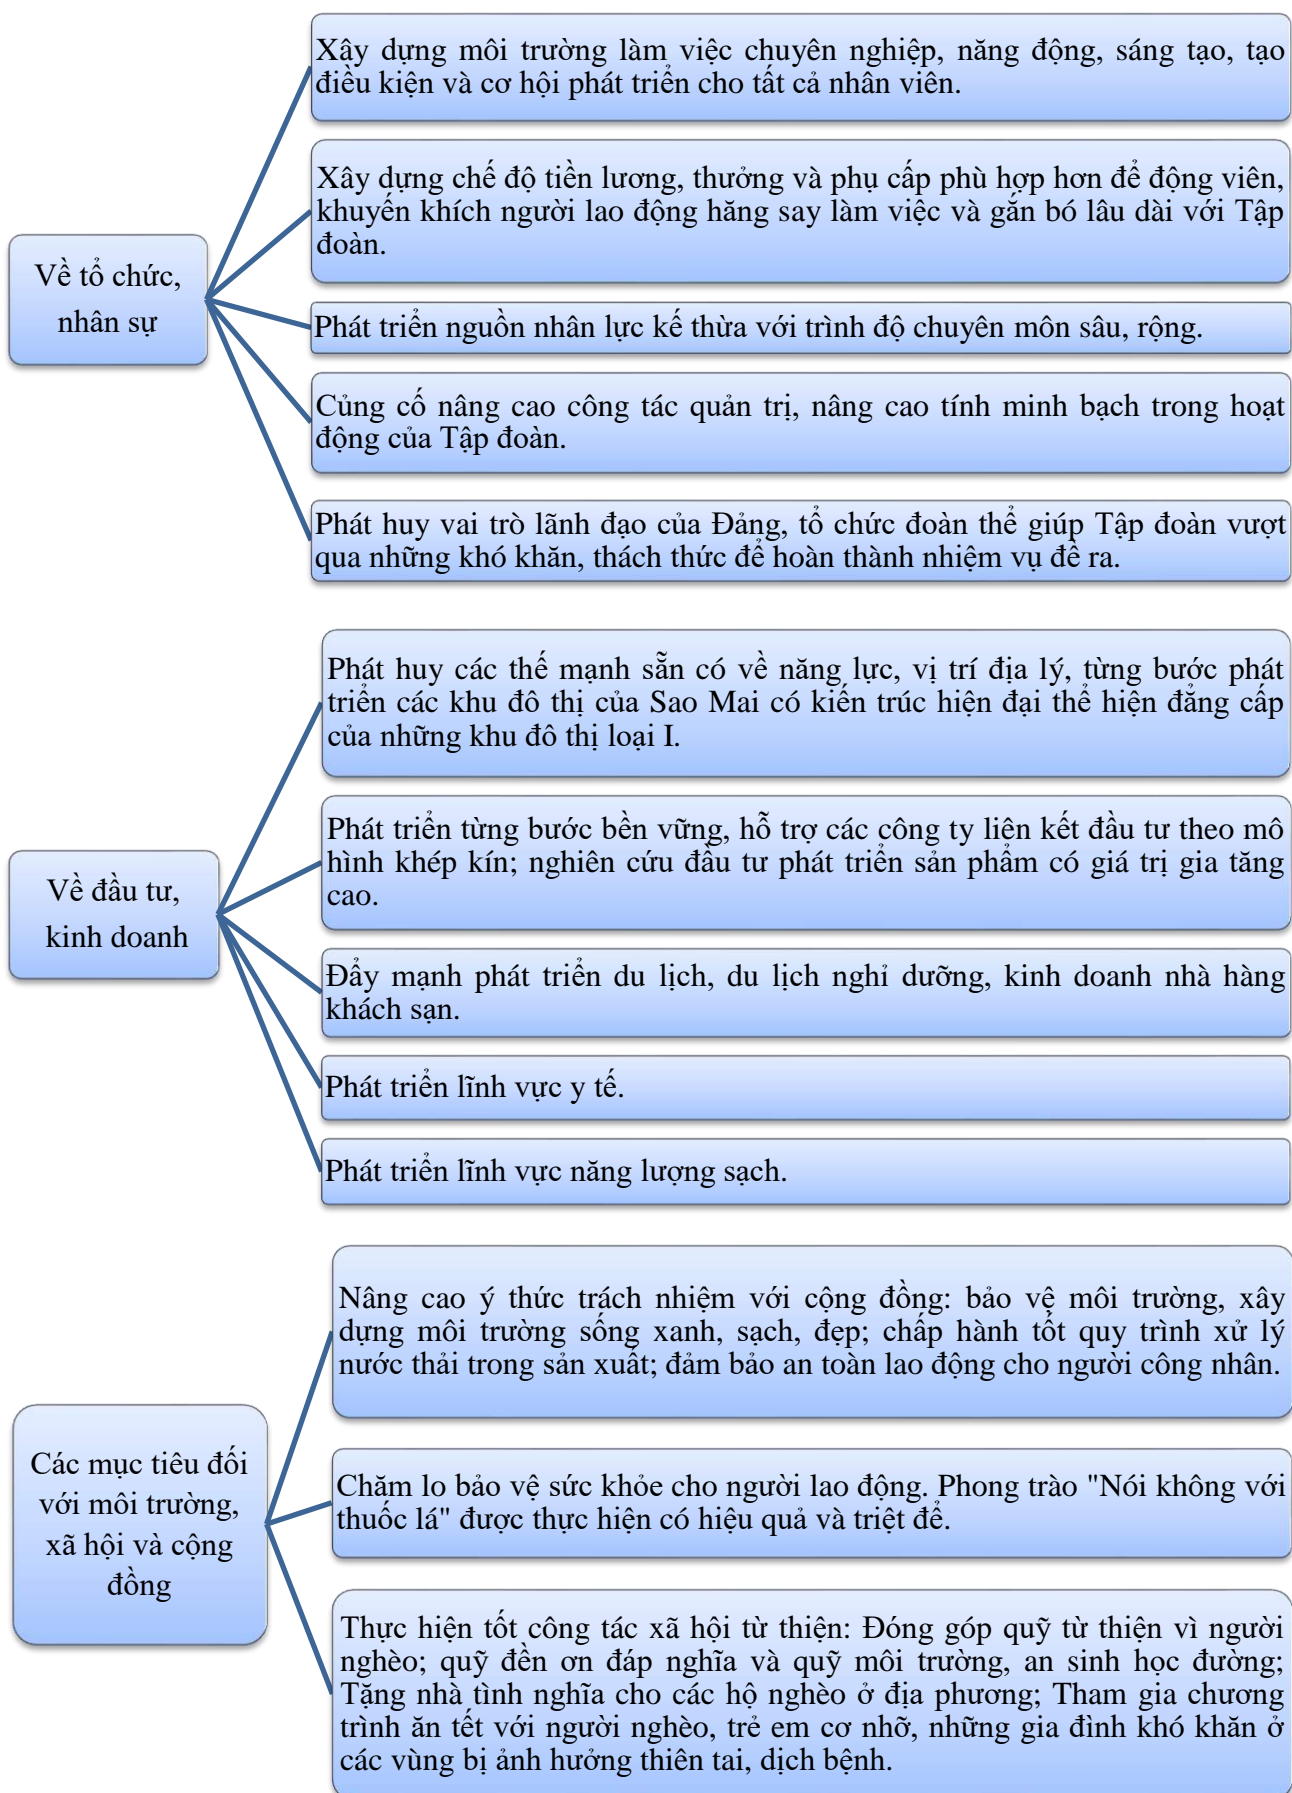 Về tổ chức,
nhân sự
Xây dựng môi trường làm việc chuyên nghiệp, năng động, sáng tạo, tạo
điều kiện và cơ hội phát triển cho tất cả nhân viên.
Xây dựng chế độ tiền lương, thưởng và phụ cấp phù hợp hơn để động viên,
khuyến khích người lao động hăng say làm việc và gắn bó lâu dài với Tập
đoàn.
Phát triển nguồn nhân lực kế thừa với trình độ chuyên môn sâu, rộng.
Củng cố nâng cao công tác quản trị, nâng cao tính minh bạch trong hoạt
động của Tập đoàn.
Phát huy vai trò lãnh đạo của Đảng, tổ chức đoàn thể giúp Tập đoàn vượt
qua những khó khăn, thách thức để hoàn thành nhiệm vụ đề ra.
Về đầu tư,
kinh doanh
Phát huy các thế mạnh sẵn có về năng lực, vị trí địa lý, từng bước phát
triển các khu đô thị của Sao Mai có kiến trúc hiện đại thể hiện đẳng cấp
của những khu đô thị loại I.
Phát triển từng bước bền vững, hỗ trợ các công ty liên kết đầu tư theo mô
hình khép kín; nghiên cứu đầu tư phát triển sản phẩm có giá trị gia tăng
cao.
Đẩy mạnh phát triển du lịch, du lịch nghỉ dưỡng, kinh doanh nhà hàng
khách sạn.
Phát triển lĩnh vực y tế.
Phát triển lĩnh vực năng lượng sạch.
Các mục tiêu đối
với môi trường,
xã hội và cộng
đồng
Nâng cao ý thức trách nhiệm với cộng đồng: bảo vệ môi trường, xây
dựng môi trường sống xanh, sạch, đẹp; chấp hành tốt quy trình xử lý
nước thải trong sản xuất; đảm bảo an toàn lao động cho người công nhân.
Chăm lo bảo vệ sức khỏe cho người lao động. Phong trào "Nói không với
thuốc lá" được thực hiện có hiệu quả và triệt để.
Thực hiện tốt công tác xã hội từ thiện: Đóng góp quỹ từ thiện vì người
nghèo; quỹ đền ơn đáp nghĩa và quỹ môi trường, an sinh học đường;
Tặng nhà tình nghĩa cho các hộ nghèo ở địa phương; Tham gia chương
trình ăn tết với người nghèo, trẻ em cơ nhỡ, những gia đình khó khăn ở
các vùng bị ảnh hưởng thiên tai, dịch bệnh.